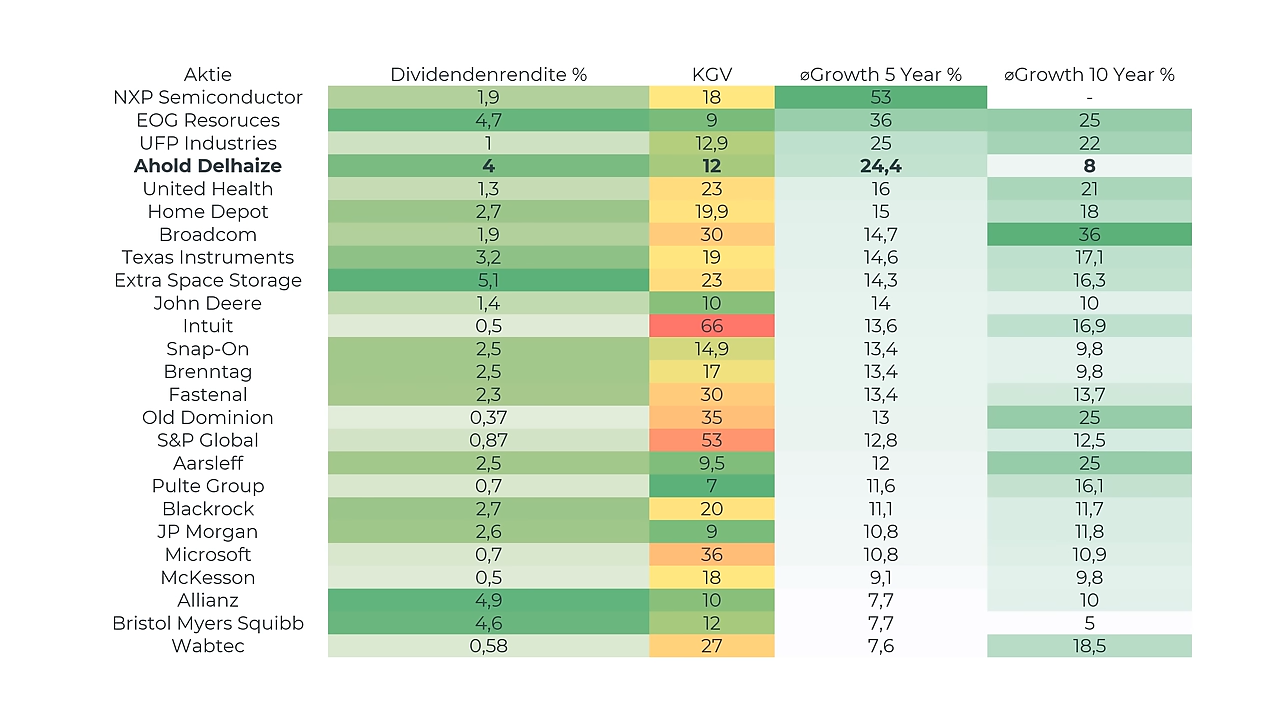 Aktie Dividendenrendite % KGV øGrowth 5 Year % øGrowth 10 Year %
NXP Semiconductor 1,9 18 53 -
EOG Resoruces 4,7 9 36 25
UFP Industries 1 12,9 25 22
Ahold Delhaize 4 12 24,4 8
United Health 1,3 23 16 21
Home Depot 2,7 19,9 15 18
Broadcom 1,9 30 14,7 36
Texas Instruments 3,2 19 14,6 17,1
Extra Space Storage 5,1 23 14,3 16,3
John Deere 1,4 10 14 10
Intuit 0,5 66 13,6 16,9
Snap-On 2,5 14,9 13,4 9,8
Brenntag 2,5 17 13,4 9,8
Fastenal 2,3 30 13,4 13,7
Old Dominion 0,37 35 13 25
S&P Global 0,87 53 12,8 12,5
Aarsleff 2,5 9,5 12 25
Pulte Group 0,7 7 11,6 16,1
Blackrock 2,7 20 11,1 11,7
JP Morgan 2,6 9 10,8 11,8
Microsoft 0,7 36 10,8 10,9
McKesson 0,5 18 9,1 9,8
Allianz 4,9 10 7,7 10
Bristol Myers Squibb 4,6 12 7,7 5
Wabtec 0,58 27 7,6 18,5